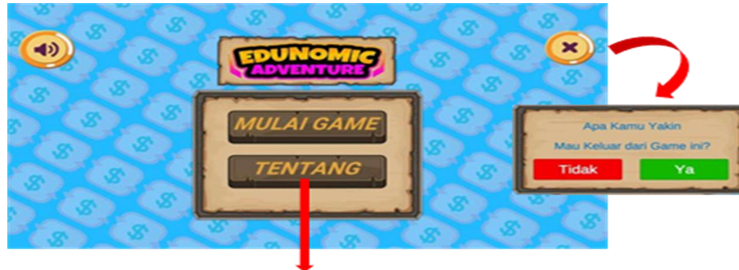 EDUNOMIC
ADVENTURE
MULAI GAME
TENTANG
Apa Kamu Yakin
Mau Keluar dari Game ini?
Tidak Ya